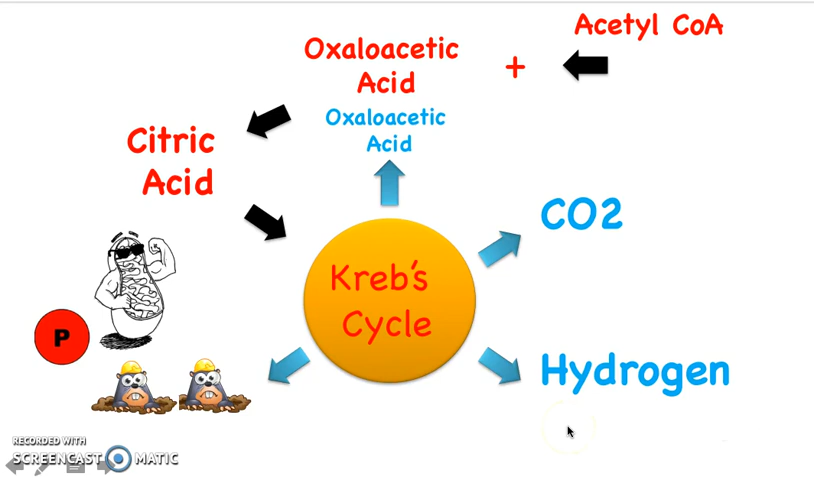 Acetyl CoA
Oxaloacetic
Acid
+
Oxaloacetic
Acid
Citric
Acid
CO2
Kreb's
Cycle
P
Hydrogen
RECORDED WITH
SCREENCAST MATIC